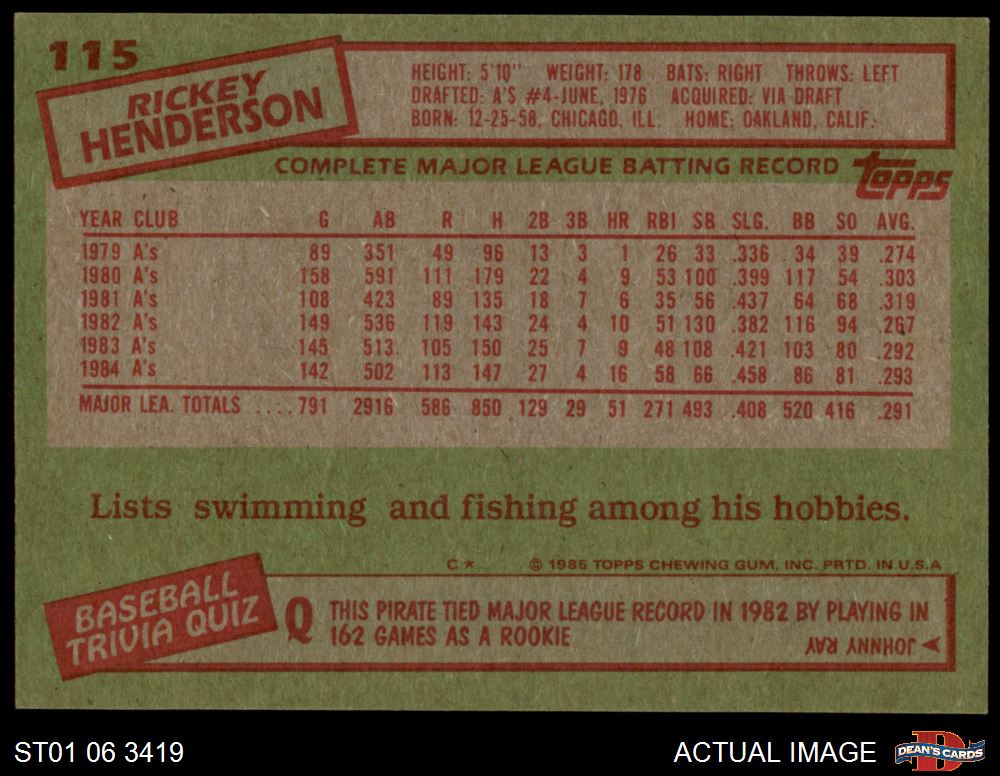 115
RICKEY
HENDERSON
HEIGHT: 5'10" WEIGHT: 178 BATS: RIGHT THROWS: LEFT
DRAFTED: A'S #4-JUNE, 1976 ACQUIRED: VIA DRAFT
BORN: 12-25-58, CHICAGO, ILL. HOME: OAKLAND, CALIF.
COMPLETE MAJOR LEAGUE BATTING RECORD
topps
YEAR CLUB G AB R H 2B 3B HR RBI SB SLG. BB SO AVG.
1979 A's 89 351 49 96 13 3 1 26 33 .336 34 39 .274
1980 A's 158 591 111 179 22 4 9 53 100 .399 117 54 .303
1981 A's 108 423 89 135 18 7 6 35 56 .437 64 68 .319
1982 A's 149 536 119 143 24 4 10 51 130 .382 116 94 .267
1983 A's 145 513 105 150 25 7 9 48 108 .421 103 80 .292
1984 A's 142 502 113 147 27 4 16 58 66 .458 86 81 .293
MAJOR LEA. TOTALS ....791 2916 586 850 129 29 51 271 493 .408 520 416 .291
Lists swimming and fishing among his hobbies.
C* © 1985 TOPPS CHEWING GUM, INC. PRTD. IN U.S.A
BASEBALL
TRIVIA QUIZ
Q THIS PIRATE TIED MAJOR LEAGUE RECORD IN 1982 BY PLAYING IN
162 GAMES AS A ROOKIE
JOHNNY RAY
ST01 06 3419
ACTUAL IMAGE
D
DEAN'S CARDS